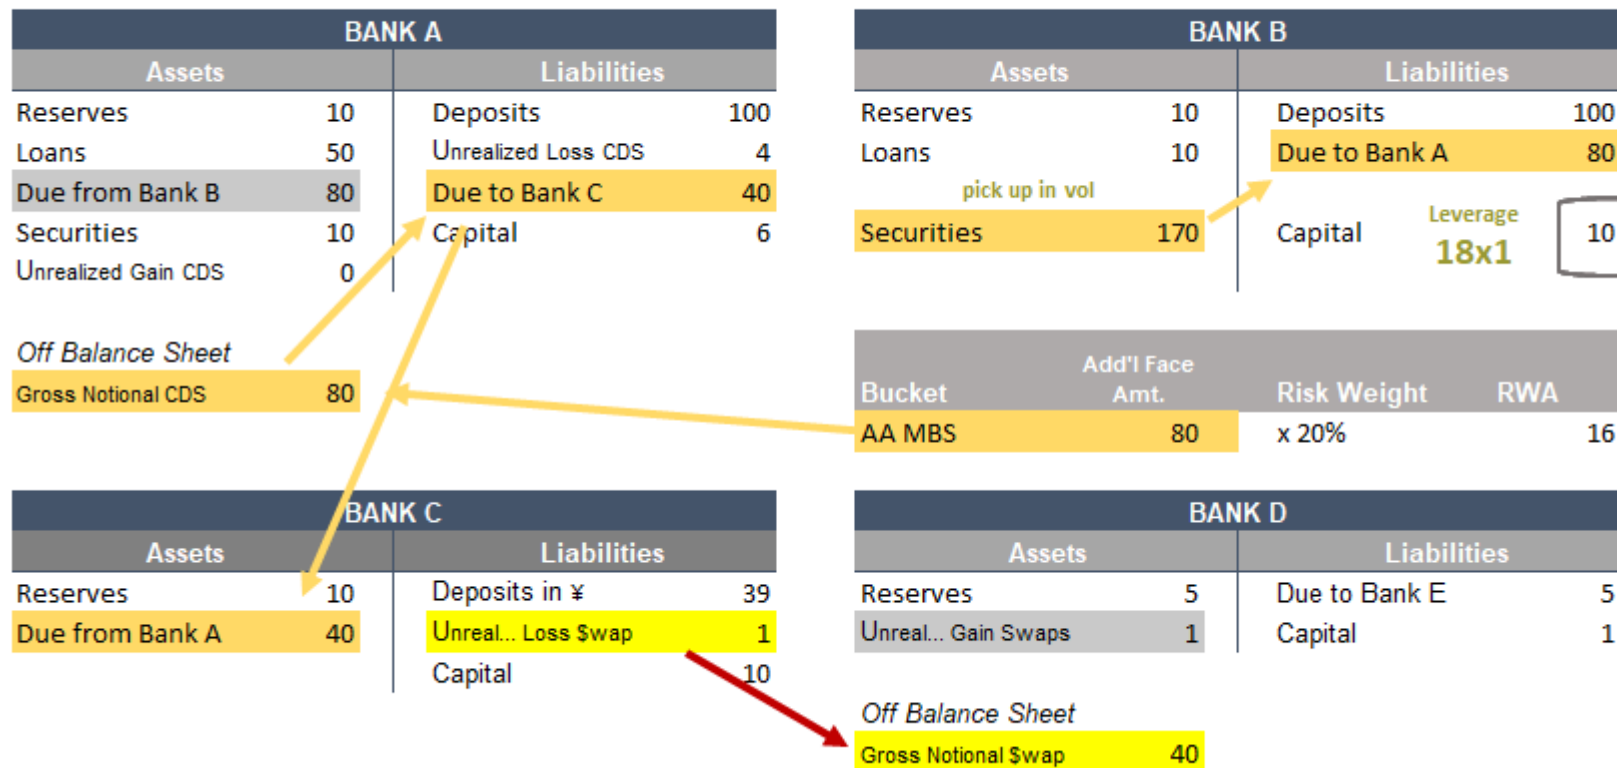 BANK A
Assets Liabilities
Reserves 10 Deposits 100
Loans 50 Unrealized Loss CDS 4
Due from Bank B 80 Due to Bank C 40
Securities 10 Capital 6
Unrealized Gain CDS 0
Off Balance Sheet
Gross Notional CDS 80
BANK B
Assets Liabilities
Reserves 10 Deposits 100
Loans 10 Due to Bank A 80
pick up in vol
Securities 170 Capital Leverage 10
18x1
Add'l Face
Bucket Amt. Risk Weight RWA
AA MBS 80 x 20% 16
BANK C
Assets Liabilities
Reserves 10 Deposits in ¥ 39
Due from Bank A 40 Unreal... Loss $wap 1
Capital 10
BANK D
Assets Liabilities
Reserves 5 Due to Bank E 5
Unreal... Gain Swaps 1 Capital 1
Off Balance Sheet
Gross Notional $wap 40